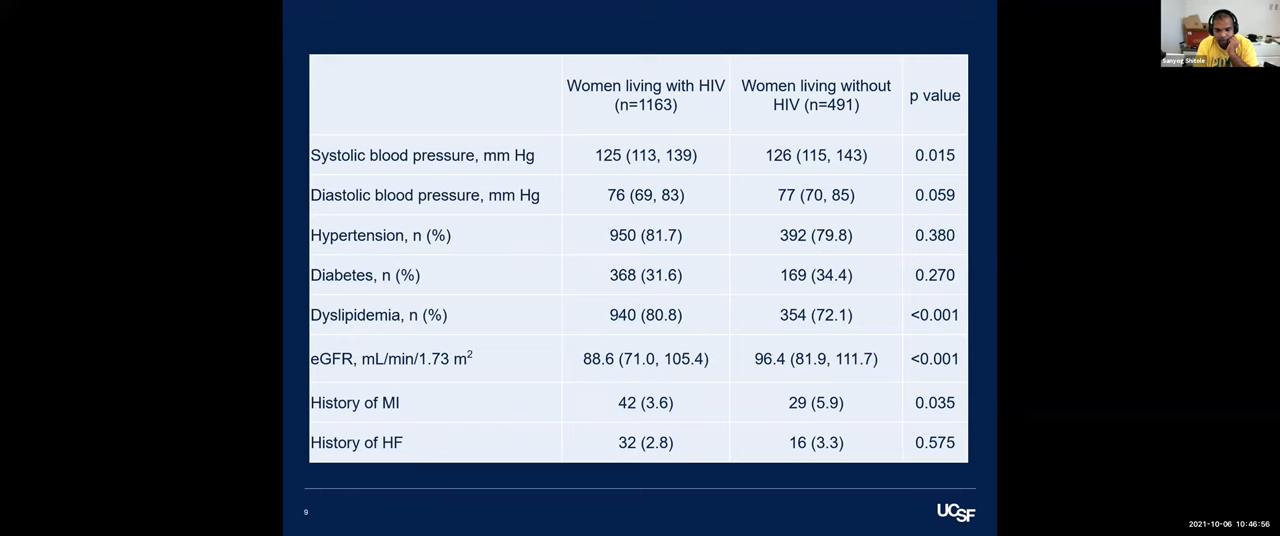 Women living with HIV (n=1163) Women living without HIV (n=491) p value
Systolic blood pressure, mm Hg 125 (113, 139) 126 (115, 143) 0.015
Diastolic blood pressure, mm Hg 76 (69, 83) 77 (70, 85) 0.059
Hypertension, n (%) 950 (81.7) 392 (79.8) 0.380
Diabetes, n (%) 368 (31.6) 169 (34.4) 0.270
Dyslipidemia, n (%) 940 (80.8) 354 (72.1) <0.001
eGFR, mL/min/1.73 m² 88.6 (71.0, 105.4) 96.4 (81.9, 111.7) <0.001
History of MI 42 (3.6) 29 (5.9) 0.035
History of HF 32 (2.8) 16 (3.3) 0.575
9
UCSF
Sanyog Shitole
2021-10-06 10:46:56